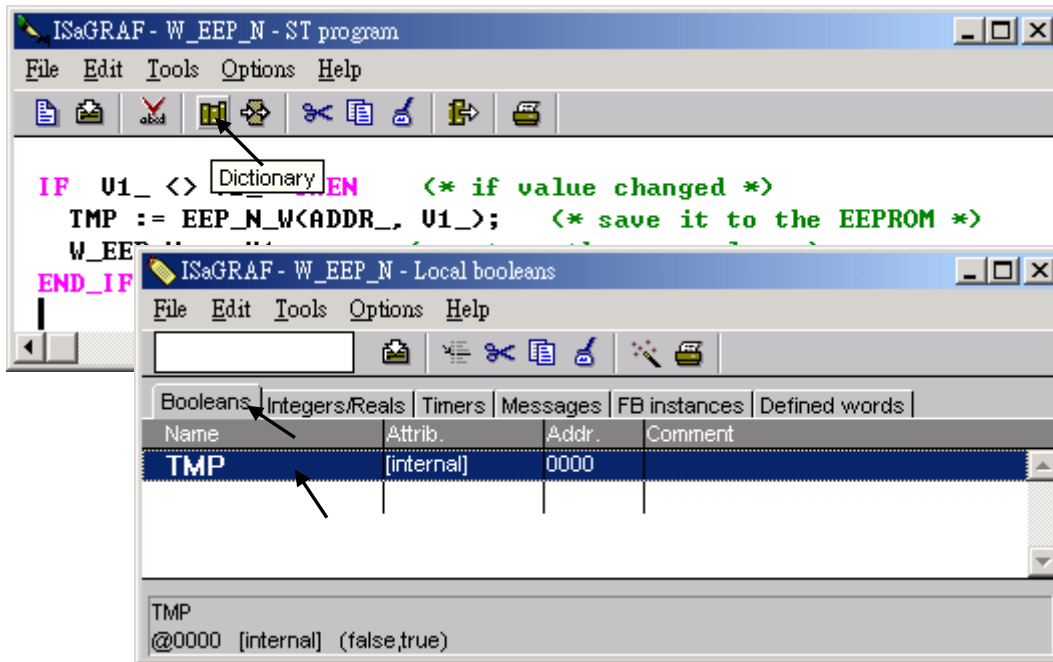 ISaGRAF - W_EEP_N - ST program
File Edit Tools Options Help
Dictionary
IF V1_ <> (* if value changed *)
TMP := EEP_N_W(ADDR_, V1_); (* save it to the EEPROM *)
END_IF
ISaGRAF - W_EEP_N - Local booleans
File Edit Tools Options Help
Booleans Integers/Reals Timers Messages FB instances Defined words
Name Attrib. Addr. Comment
TMP [internal] 0000
TMP
@0000 [internal] (false,true)